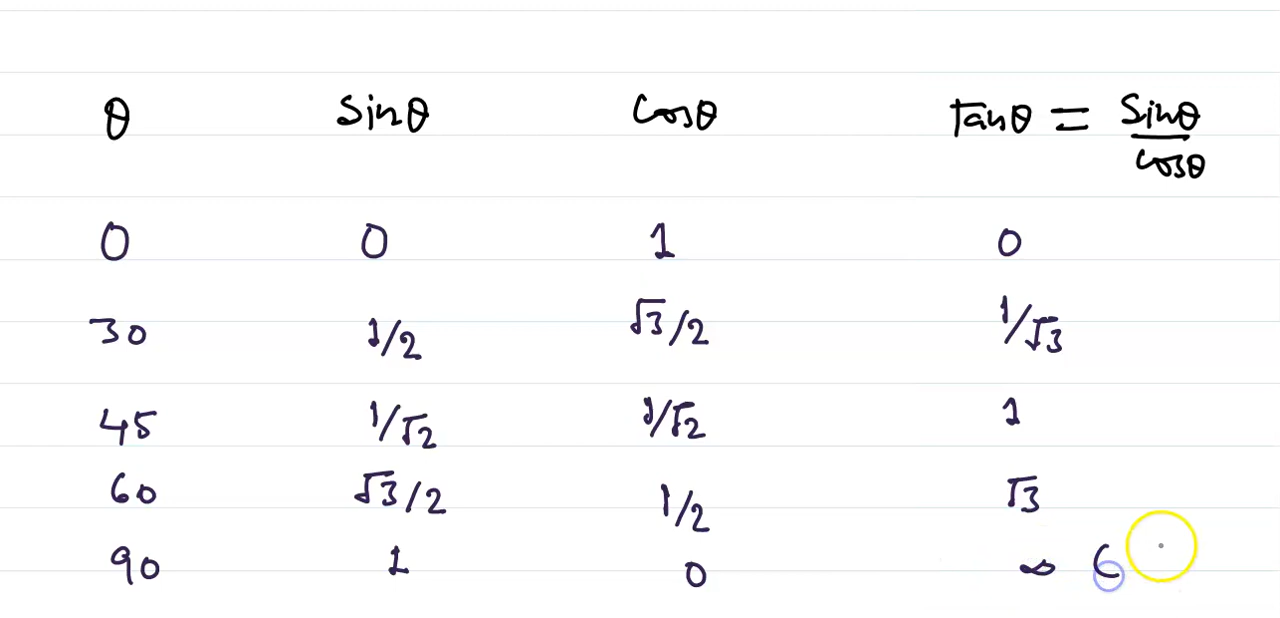 θ sinθ cosθ Tanθ = sinθ/cosθ
0 0 1 0
30 1/2 √3/2 1/√3
45 1/√2 1/√2 1
60 √3/2 1/2 √3
90 1 0 ∞ (